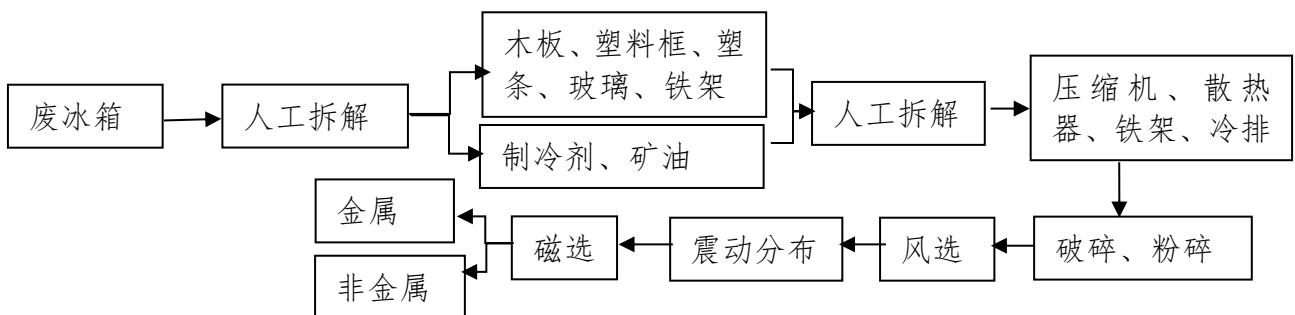 废冰箱
人工拆解
木板、塑料框、塑
条、玻璃、铁架
制冷剂、矿油
人工拆解
压缩机、散热
器、铁架、冷排
破碎、粉碎
风选
震动分布
磁选
金属
非金属